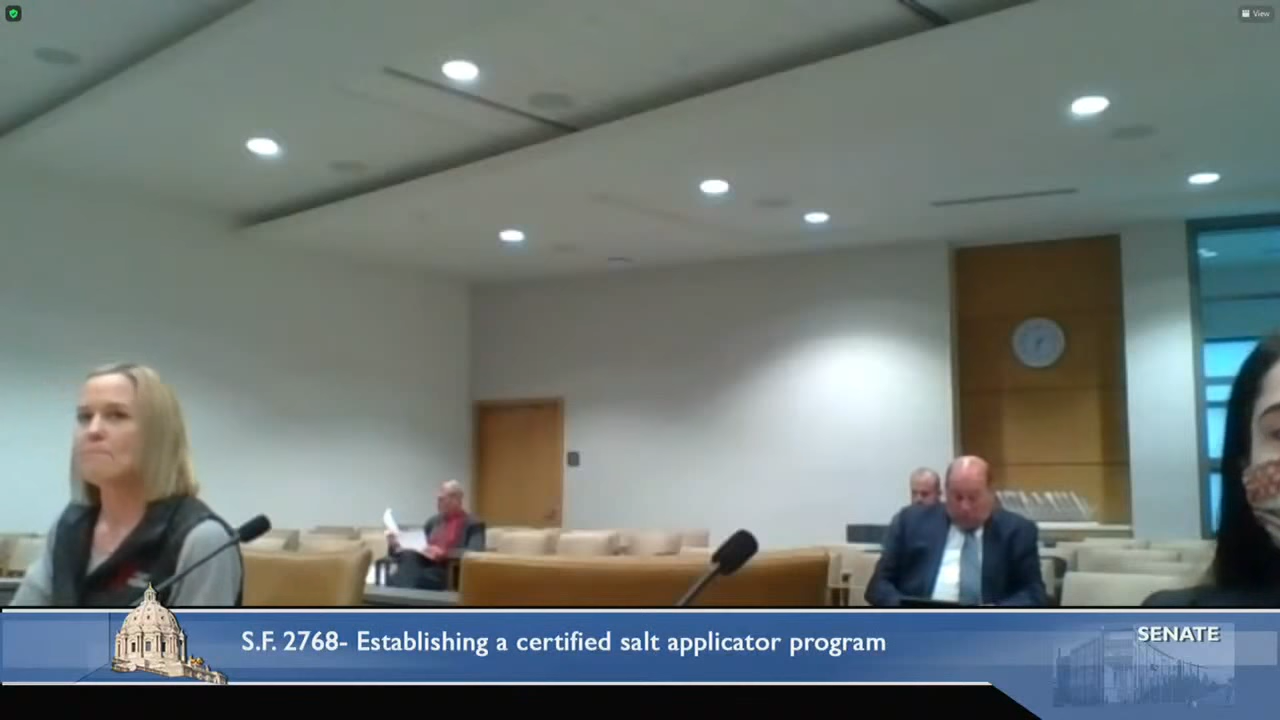 View
S.F. 2768- Establishing a certified salt applicator program
SENATE